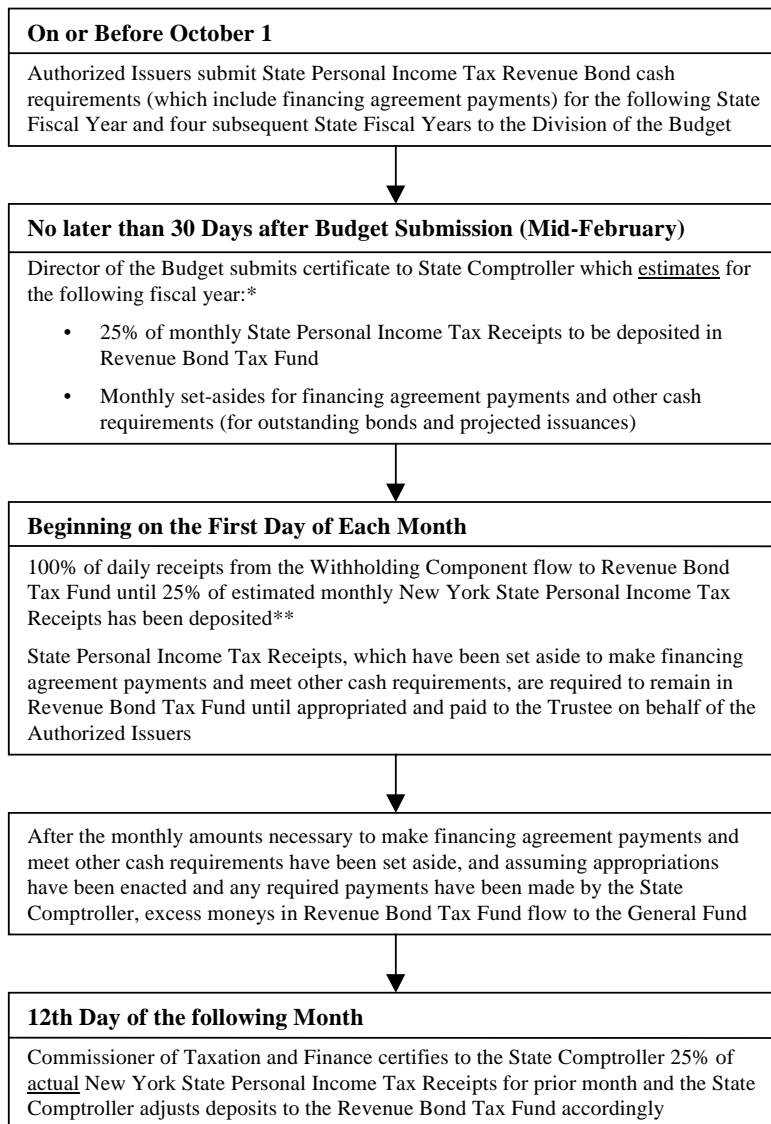 On or Before October 1
Authorized Issuers submit State Personal Income Tax Revenue Bond cash
requirements (which include financing agreement payments) for the following State
Fiscal Year and four subsequent State Fiscal Years to the Division of the Budget
No later than 30 Days after Budget Submission (Mid-February)
Director of the Budget submits certificate to State Comptroller which estimates for
the following fiscal year:*
• 25% of monthly State Personal Income Tax Receipts to be deposited in
Revenue Bond Tax Fund
• Monthly set-asides for financing agreement payments and other cash
requirements (for outstanding bonds and projected issuances)
Beginning on the First Day of Each Month
100% of daily receipts from the Withholding Component flow to Revenue Bond
Tax Fund until 25% of estimated monthly New York State Personal Income Tax
Receipts has been deposited**
State Personal Income Tax Receipts, which have been set aside to make financing
agreement payments and meet other cash requirements, are required to remain in
Revenue Bond Tax Fund until appropriated and paid to the Trustee on behalf of the
Authorized Issuers
After the monthly amounts necessary to make financing agreement payments and
meet other cash requirements have been set aside, and assuming appropriations
have been enacted and any required payments have been made by the State
Comptroller, excess moneys in Revenue Bond Tax Fund flow to the General Fund
12th Day of the following Month
Commissioner of Taxation and Finance certifies to the State Comptroller 25% of
actual New York State Personal Income Tax Receipts for prior month and the State
Comptroller adjusts deposits to the Revenue Bond Tax Fund accordingly